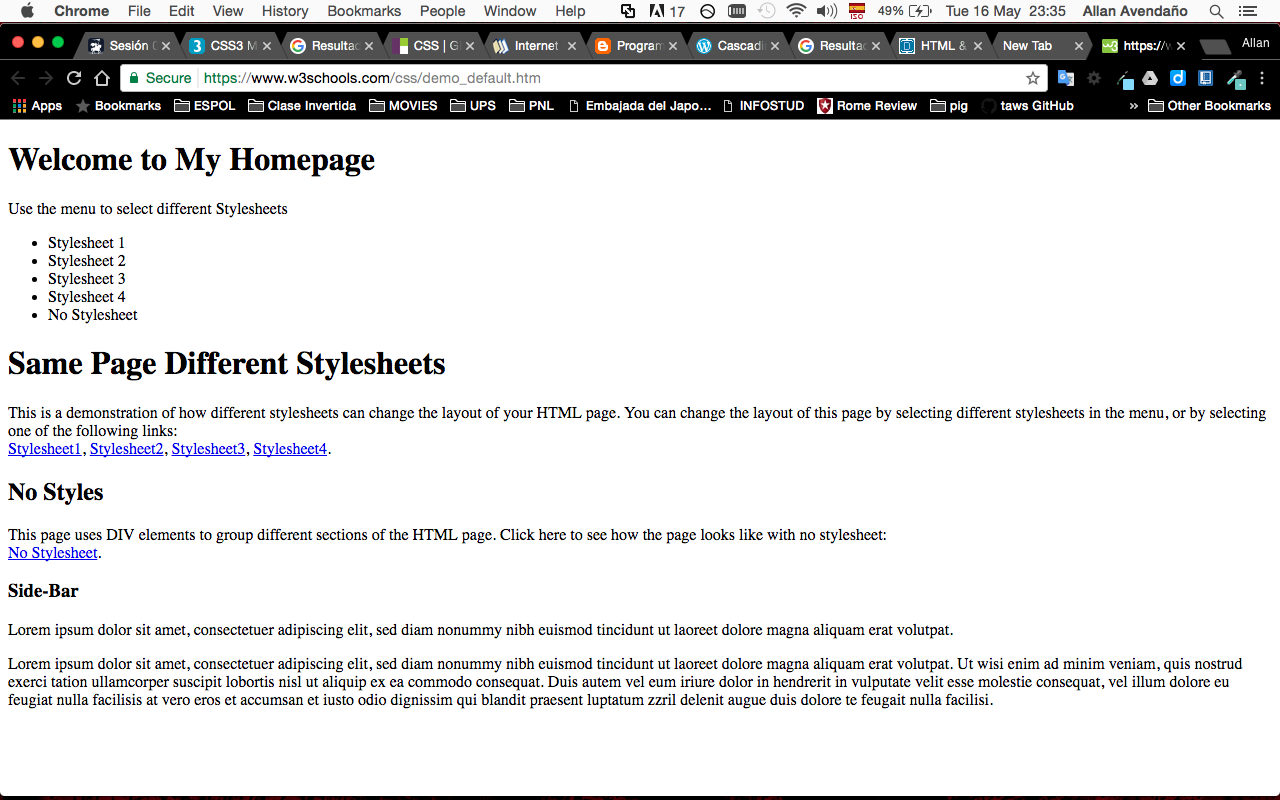 Chrome File Edit View History Bookmarks People Window Help 17 ISO 49% Tue 16 May 23:35 Allan Avendaño
Sesión CSS3 M Resultac CSS | G Internet Program Cascadi Resultac HTML & New Tab https://w Allan
Secure https://www.w3schools.com/css/demo_default.htm
Apps Bookmarks ESPOL Clase Invertida MOVIES UPS PNL Embajada del Japo... INFOSTUD Rome Review plg taws GitHub » Other Bookmarks
Welcome to My Homepage
Use the menu to select different Stylesheets
• Stylesheet 1
• Stylesheet 2
• Stylesheet 3
• Stylesheet 4
• No Stylesheet
Same Page Different Stylesheets
This is a demonstration of how different stylesheets can change the layout of your HTML page. You can change the layout of this page by selecting different stylesheets in the menu, or by selecting
one of the following links:
Stylesheet1, Stylesheet2, Stylesheet3, Stylesheet4.
No Styles
This page uses DIV elements to group different sections of the HTML page. Click here to see how the page looks like with no stylesheet:
No Stylesheet.
Side-Bar
Lorem ipsum dolor sit amet, consectetuer adipiscing elit, sed diam nonummy nibh euismod tincidunt ut laoreet dolore magna aliquam erat volutpat.
Lorem ipsum dolor sit amet, consectetuer adipiscing elit, sed diam nonummy nibh euismod tincidunt ut laoreet dolore magna aliquam erat volutpat. Ut wisi enim ad minim veniam, quis nostrud
exerci tation ullamcorper suscipit lobortis nisl ut aliquip ex ea commodo consequat. Duis autem vel eum iriure dolor in hendrerit in vulputate velit esse molestie consequat, vel illum dolore eu
feugiat nulla facilisis at vero eros et accumsan et iusto odio dignissim qui blandit praesent luptatum zzril delenit augue duis dolore te feugait nulla facilisi.